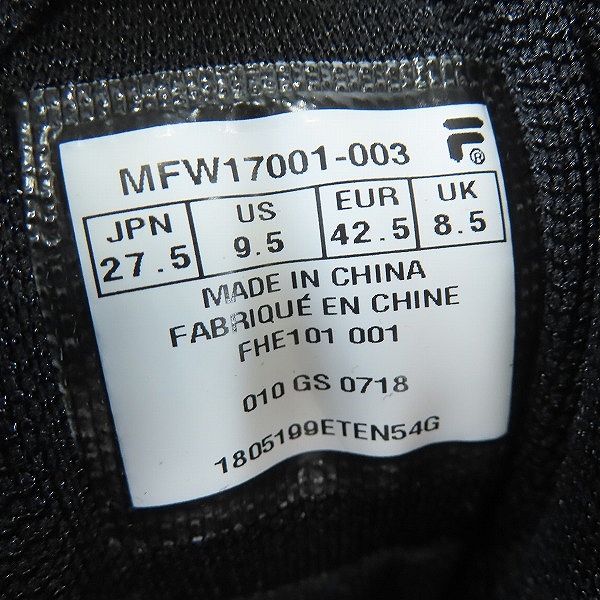 MFW17001-003
F®
JPN US EUR UK
27.5 9.5 42.5 8.5
MADE IN CHINA
FABRIQUÉ EN CHINE
FHE101 001
010 GS 0718
1805199ETEN54G